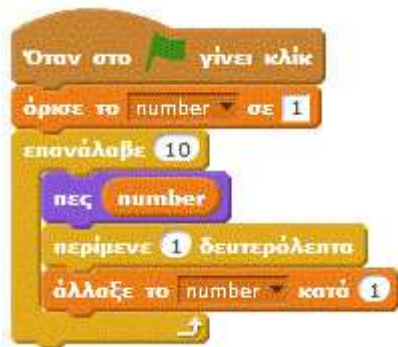 Όταν στο γίνει κλικ
όρισε το number σε 1
επανάλαβε 10
πες number
περίμενε 1 δευτερόλεπτα
άλλαξε το number κατά 1